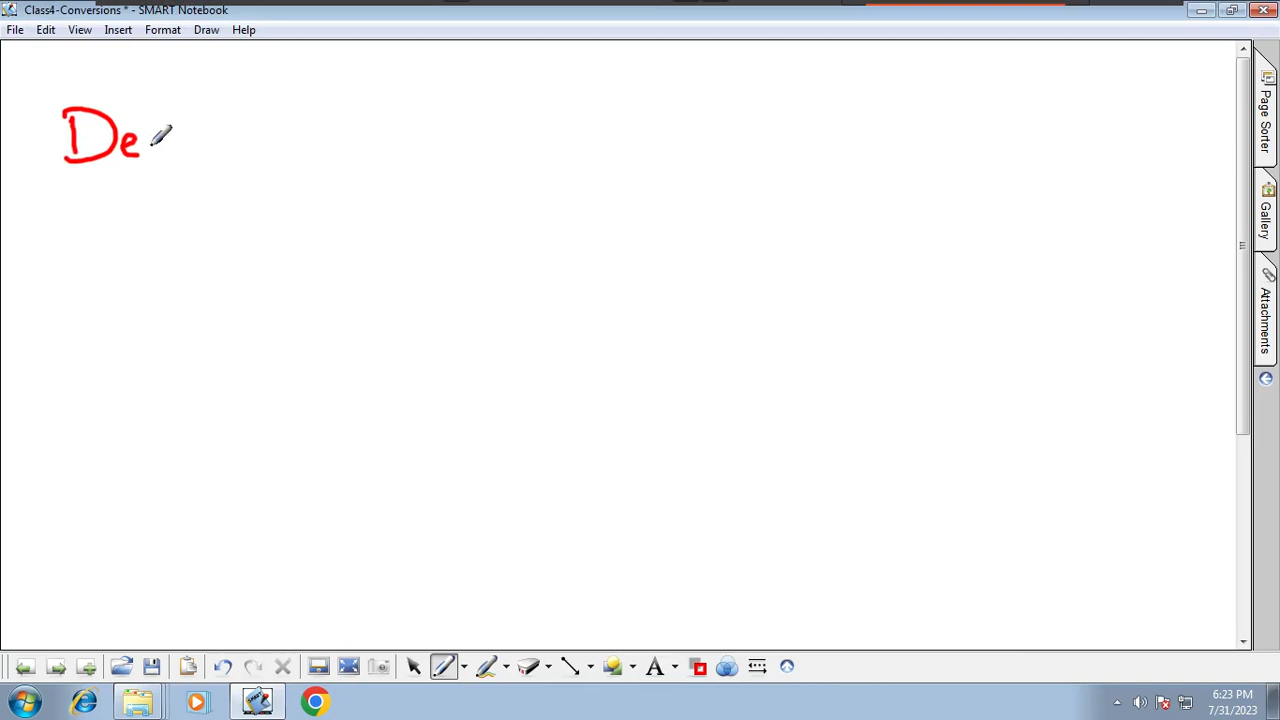 Class4-Conversions * - SMART Notebook
File Edit View Insert Format Draw Help
De
Page Sorter
Gallery
Attachments
A
6:23 PM
7/31/2023